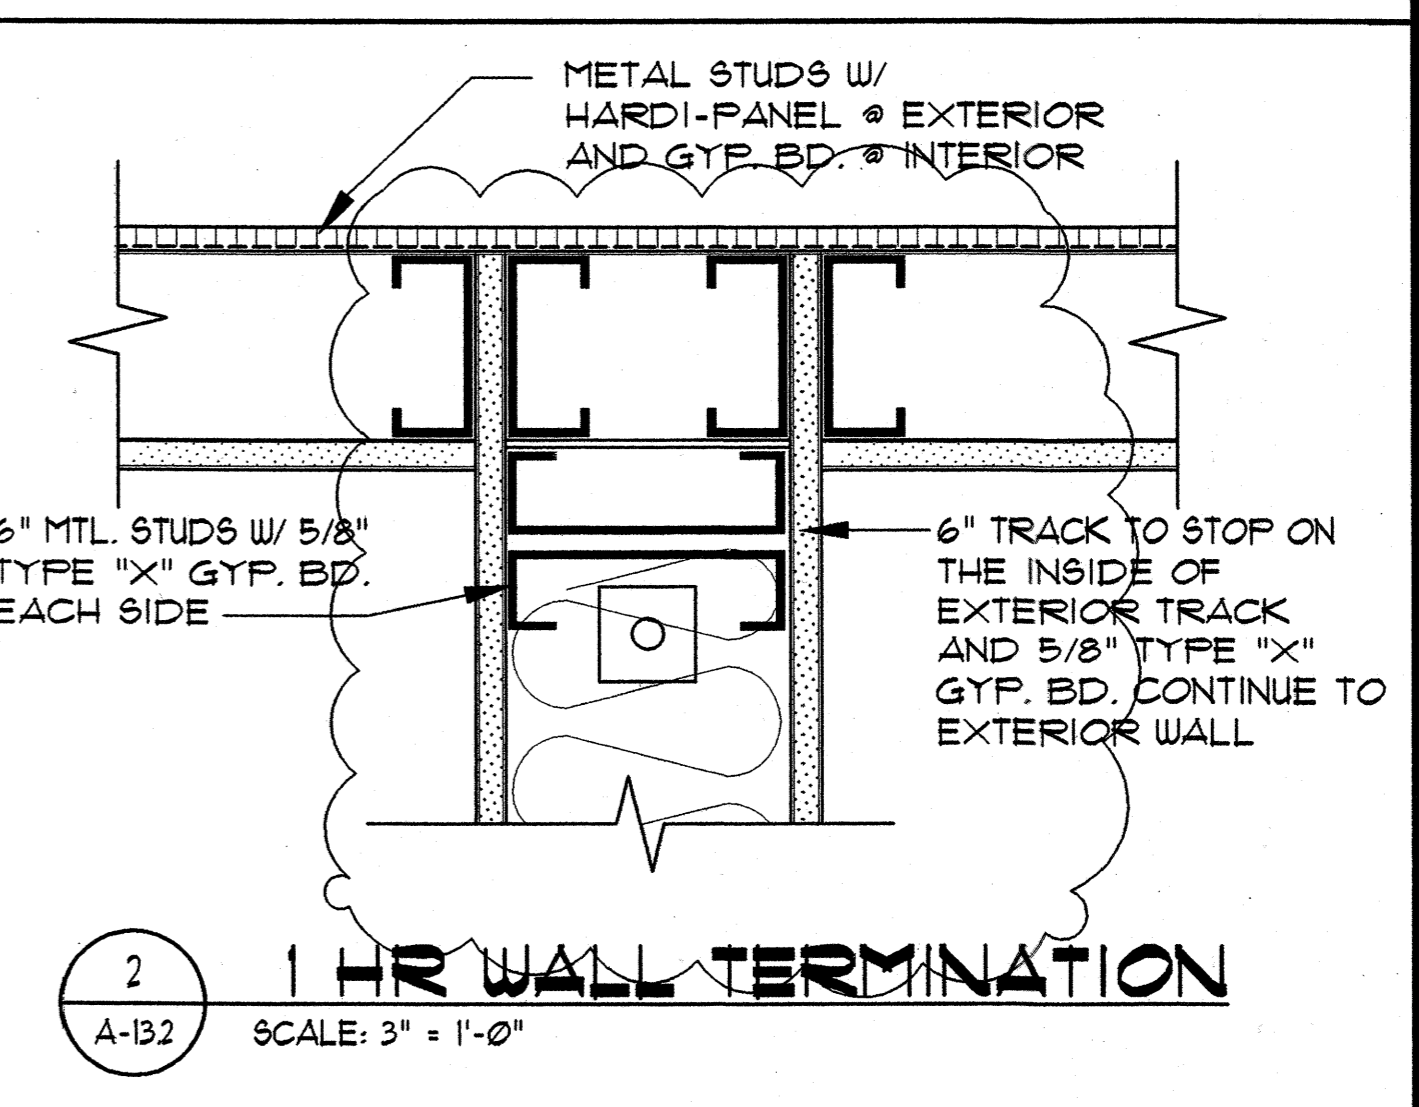 METAL STUDS W/
HARDI-PANEL @ EXTERIOR
AND GYP. BD. @ INTERIOR
6" MTL. STUDS W/ 5/8"
TYPE "X" GYP. BD.
EACH SIDE
6" TRACK TO STOP ON
THE INSIDE OF
EXTERIOR TRACK
AND 5/8" TYPE "X"
GYP. BD. CONTINUE TO
EXTERIOR WALL
2
A-13.2
1 HR WALL TERMINATION
SCALE: 3" = 1'-0"